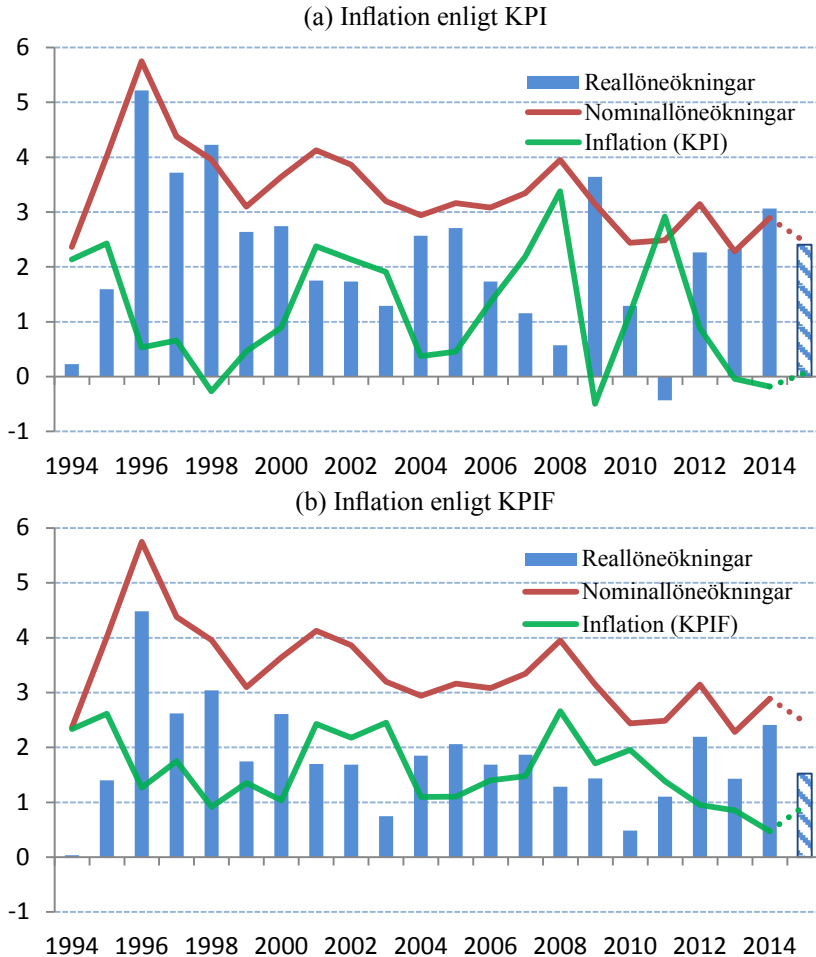 (a) Inflation enligt KPI
6
5
4
3
2
1
0
-1
Reallöneökningar
Nominallöneökningar
Inflation (KPI)
1994 1996 1998 2000 2002 2004 2006 2008 2010 2012 2014
(b) Inflation enligt KPIF
6
5
4
3
2
1
0
-1
Reallöneökningar
Nominallöneökningar
Inflation (KPIF)
1994 1996 1998 2000 2002 2004 2006 2008 2010 2012 2014